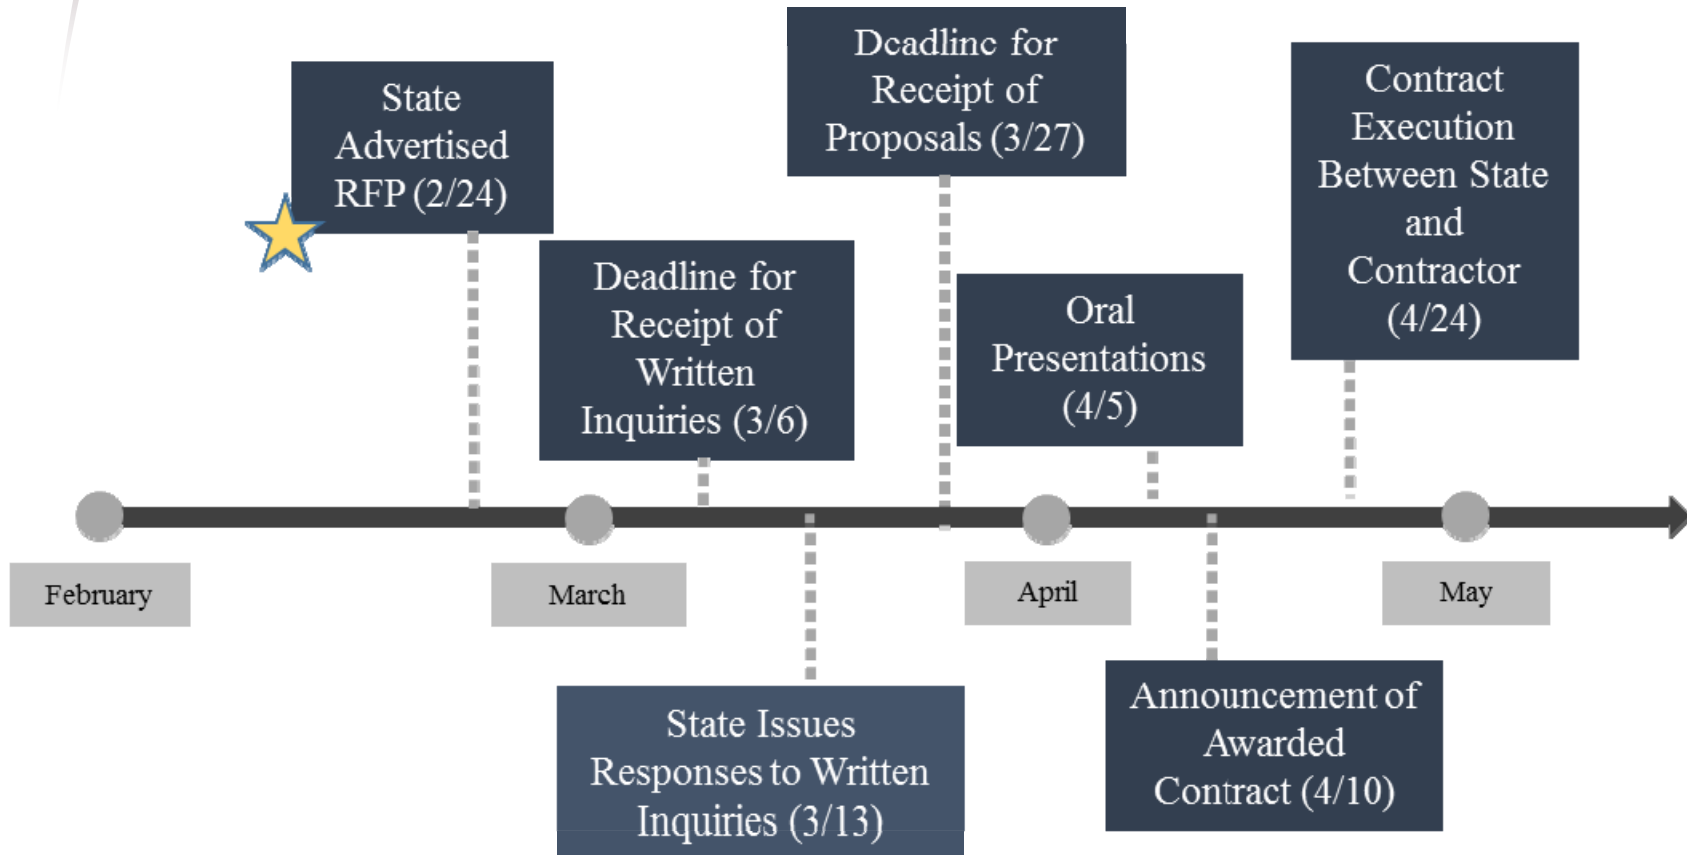 State
Advertised
RFP (2/24)
Deadline for
Receipt of
Written
Inquiries (3/6)
Deadline for
Receipt of
Proposals (3/27)
Oral
Presentations
(4/5)
Contract
Execution
Between State
and
Contractor
(4/24)
February
March
April
May
State Issues
Responses to Written
Inquiries (3/13)
Announcement of
Awarded
Contract (4/10)